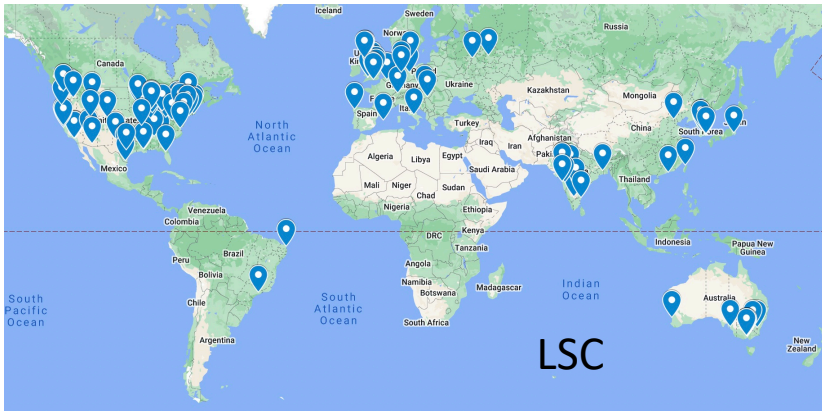 Iceland
Sweden
Norw
Russia
Canada
U
Ki
P
Ukraine
Kazakhstan
Mongolia
Spain
Ita
Turkey
China
South
North
Atlantic
Ocean
Iraq
Iran
Afghanistan
Paki
Algeria
Libya
Egypt
Saudi Arabia
Mexico
Mali
Niger
Chad
Sudan
Thailand
Nigeria
Ethiopia
Venezuela
Colombia
DRC
Kenya
Tanzania
Indonesia
Papua New
Guinea
Peru
Brazil
Bolivia
Angola
Namibia
Botswana
Madagascar
Indian
Ocean
Australia
South
Pacific
Ocean
Chile
South
Atlantic
Ocean
South Africa
Argentina
LSC
New
Zealand